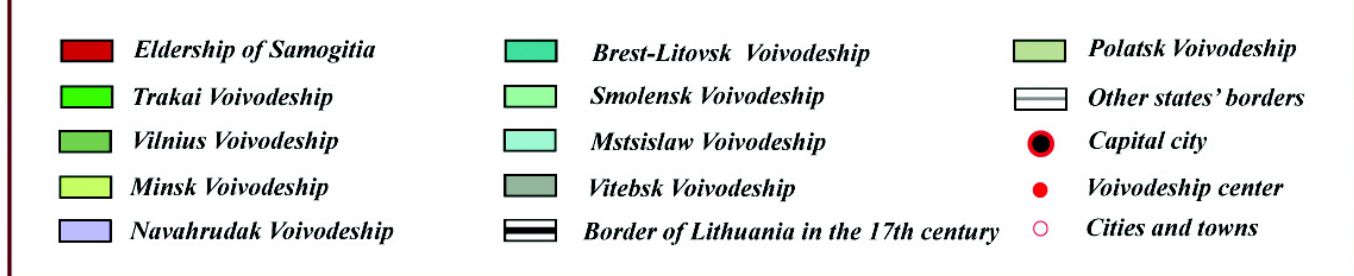 Eldership of Samogitia
Trakai Voivodeship
Vilnius Voivodeship
Minsk Voivodeship
Navahrudak Voivodeship
Brest-Litovsk Voivodeship
Smolensk Voivodeship
Mstsislaw Voivodeship
Vitebsk Voivodeship
Border of Lithuania in the 17th century
Polatsk Voivodeship
Other states' borders
Capital city
Voivodeship center
Cities and towns